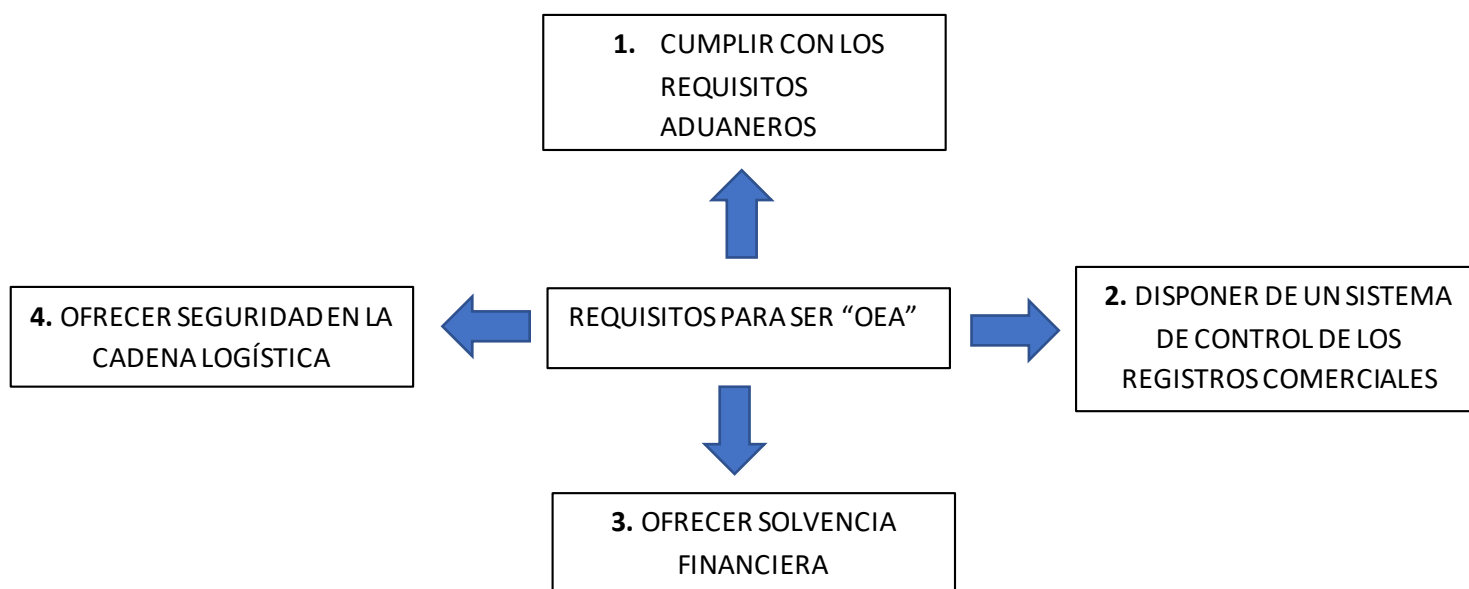 1. CUMPLIR CON LOS
REQUISITOS
ADUANEROS
4. OFRECER SEGURIDAD EN LA
CADENA LOGÍSTICA
REQUISITOS PARA SER “OEA”
2. DISPONER DE UN SISTEMA
DE CONTROL DE LOS
REGISTROS COMERCIALES
3. OFRECER SOLVENCIA
FINANCIERA